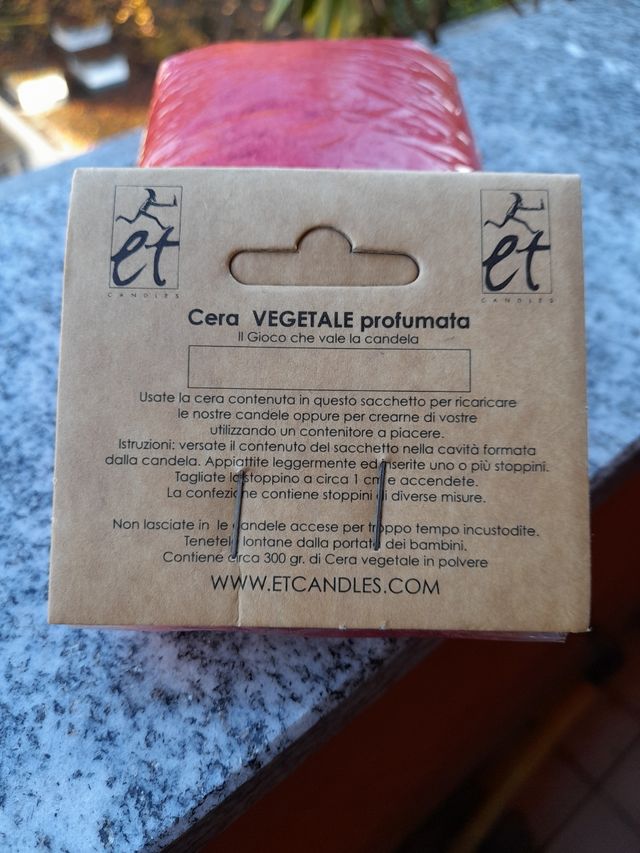 et
CANDLES
et
CANDLES
Cera VEGETALE profumata
Il Gioco che vale la candela
Usate la cera contenuta in questo sacchetto per ricaricare
le nostre candele oppure per crearne di vostre
utilizzando un contenitore a piacere.
Istruzioni: versate il contenuto del sacchetto nella cavità formata
dalla candela. Appiattite leggermente ed inserite uno o più stoppini.
Tagliate lo stoppino a circa 1 cm e accendete.
La confezione contiene stoppini di diverse misure.
Non lasciate in le candele accese per troppo tempo incustodite.
Tenetele lontane dalla portata dei bambini.
Contiene circa 300 gr. di Cera vegetale in polvere
WWW.ETCANDLES.COM